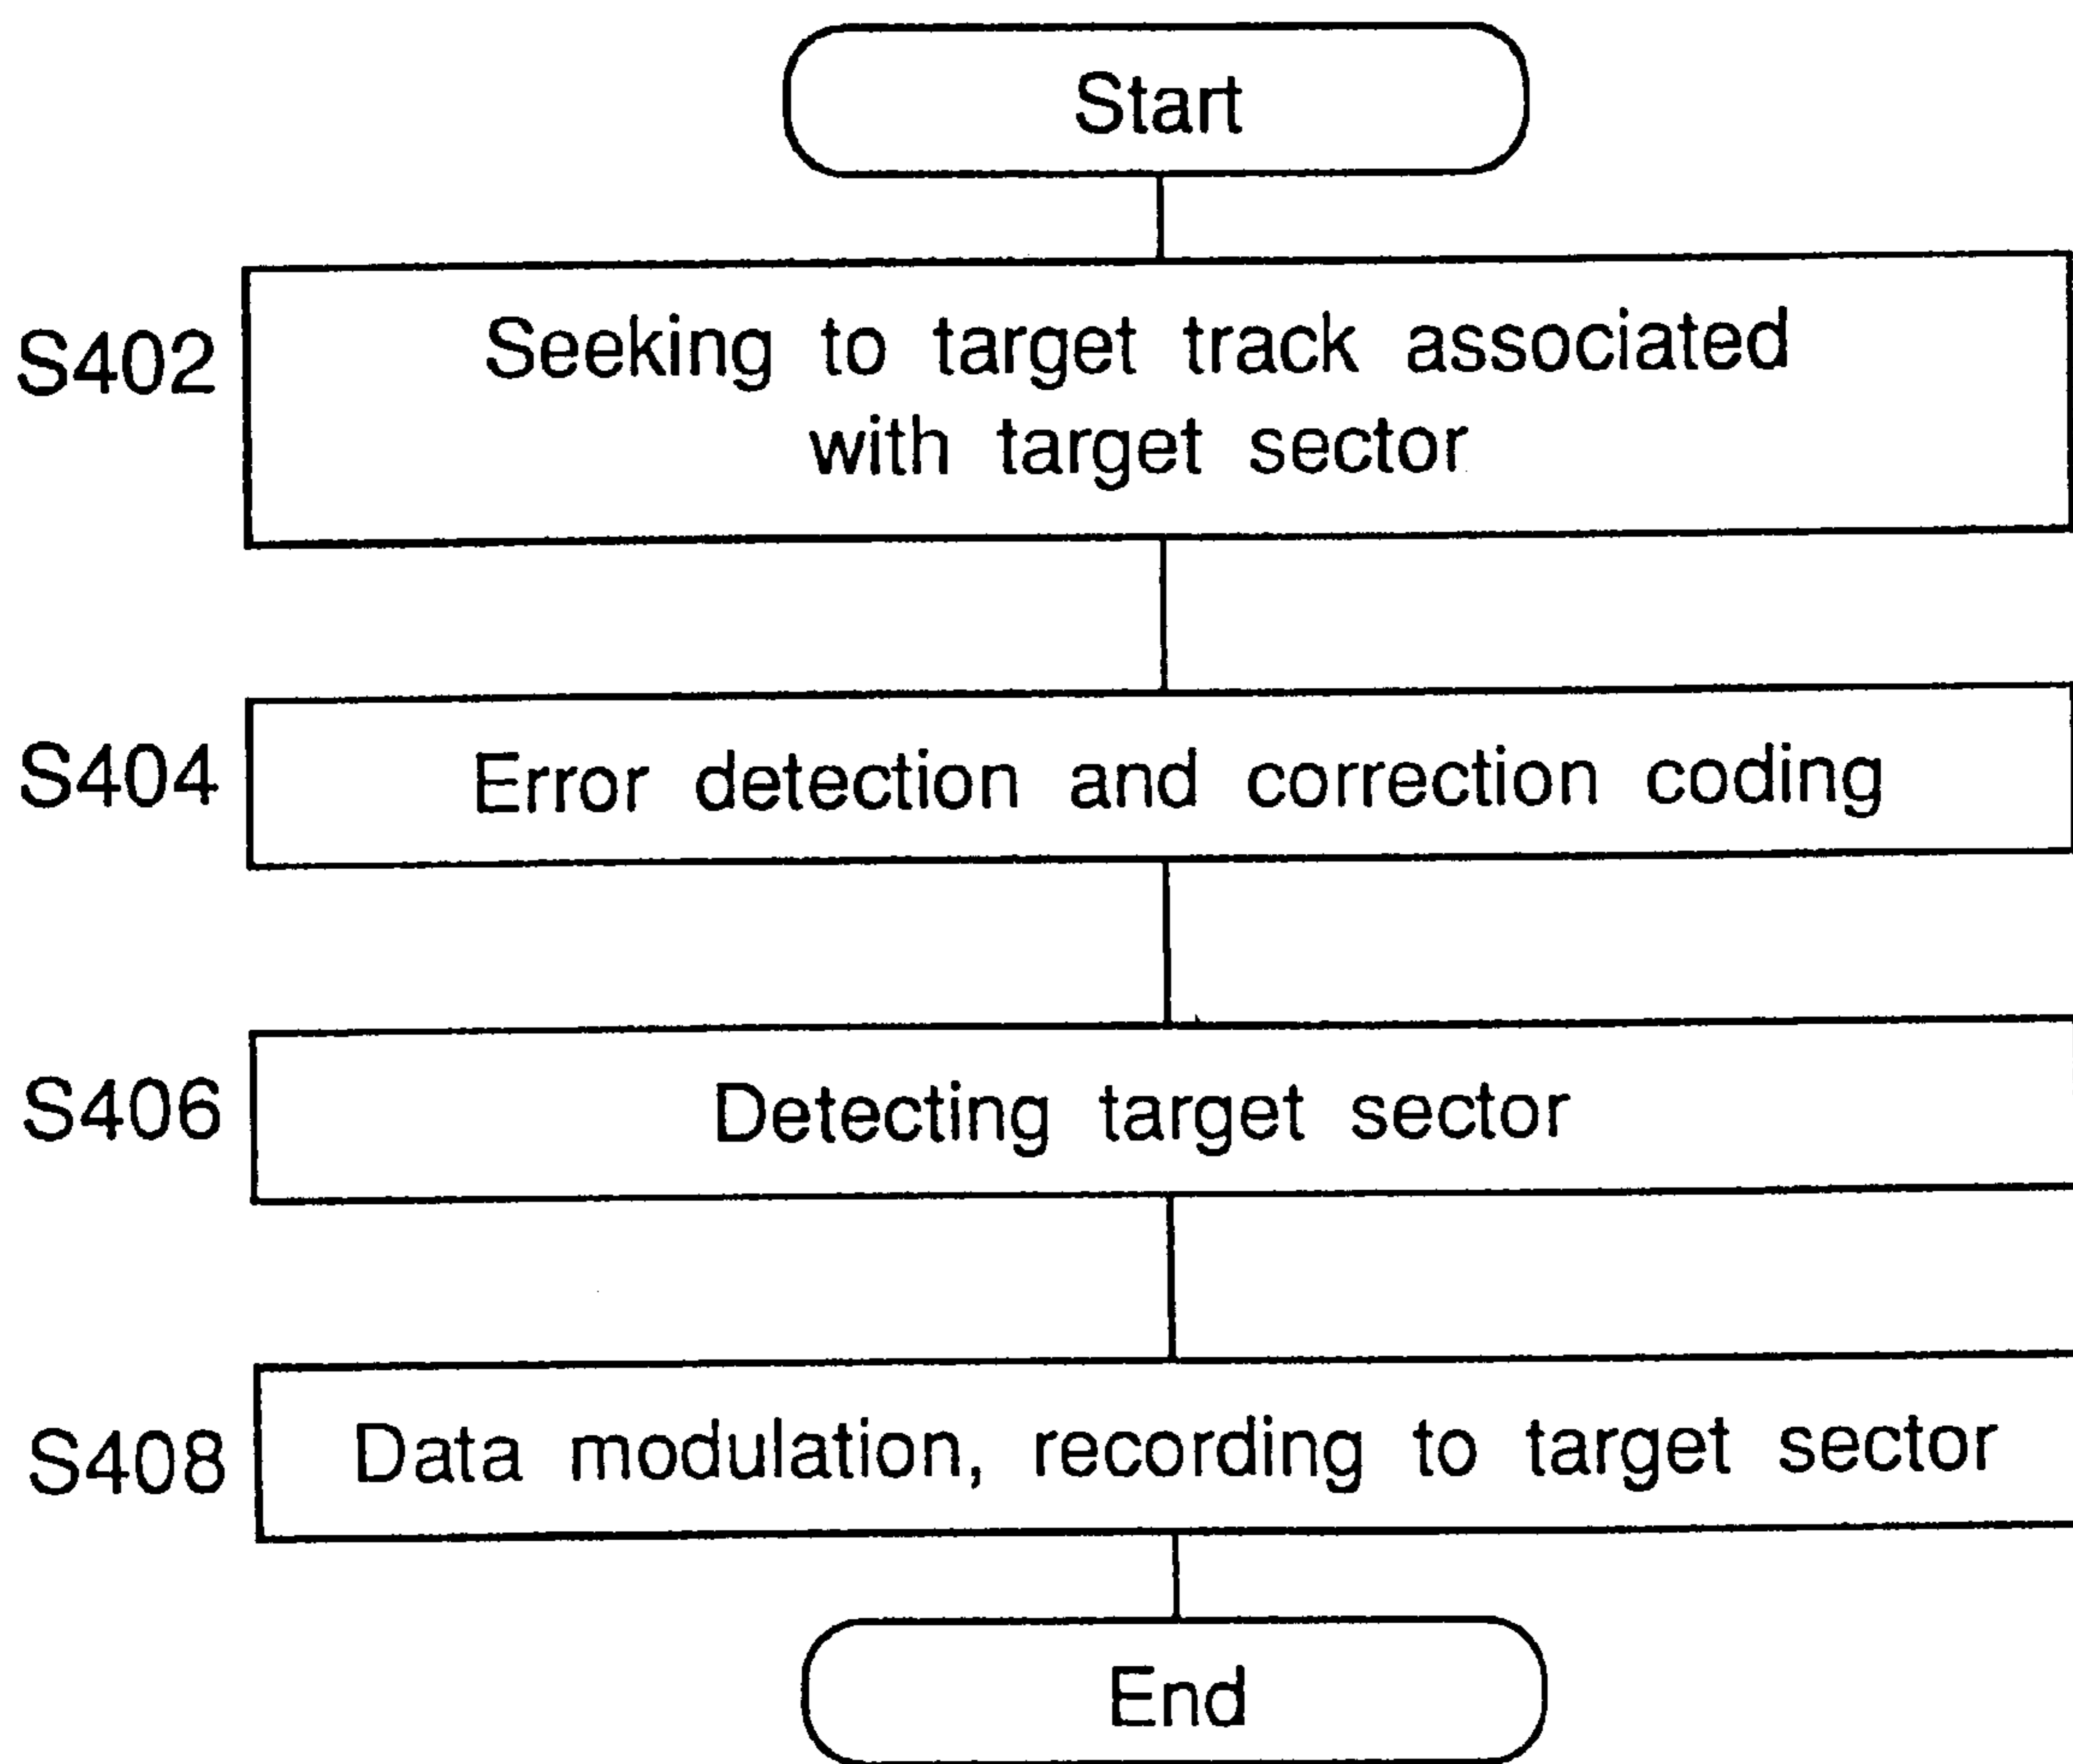 Start
S402
Seeking to target track associated
with target sector
S404
Error detection and correction coding
S406
Detecting target sector
S408
Data modulation, recording to target sector
End